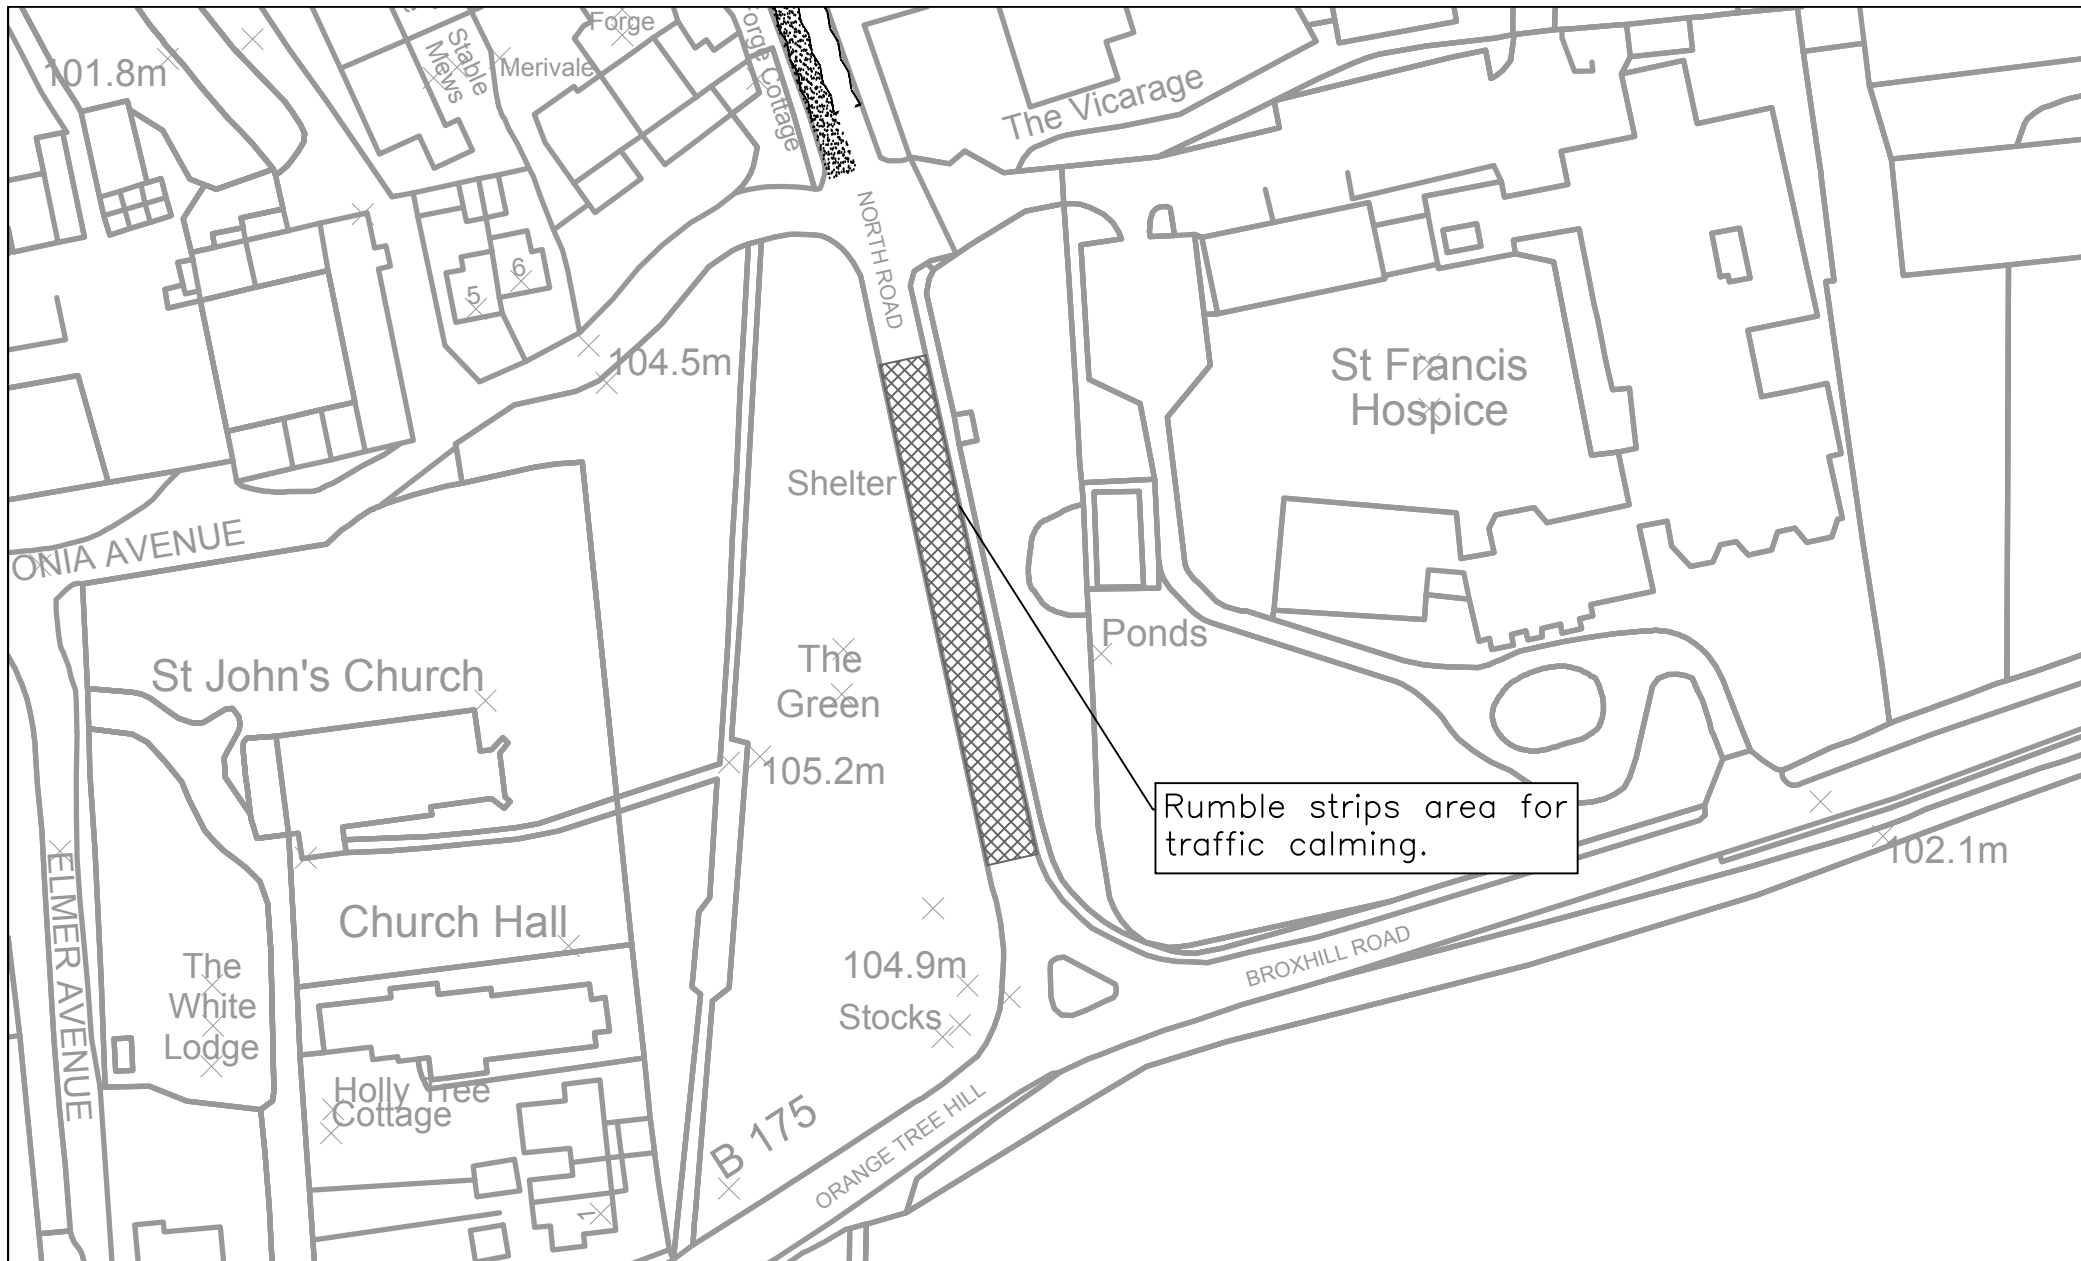 Forge
Forge Cottage
101.8m
Stable
Mews
Merivale
The Vicarage
NORTH ROAD
6
5
104.5m
St Francis
Hospice
Shelter
ONIA AVENUE
Ponds
The
Green
St John's Church
105.2m
Rumble strips area for
traffic calming.
102.1m
ELMER AVENUE
Church Hall
BROXHILL ROAD
104.9m
The
White
Lodge
Stocks
Holly Tree
Cottage
B 175
ORANGE TREE HILL
1